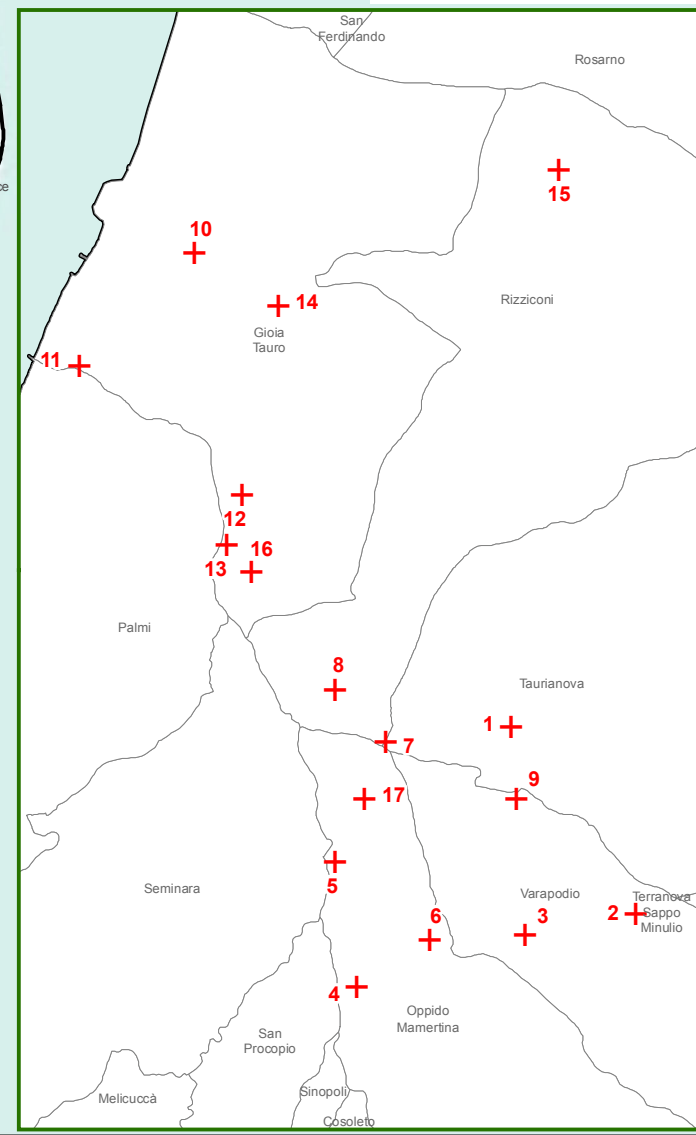 San
Ferdinando
Rosarno
15
ce
10
14
Rizziconi
Gioia
Tauro
11
12
16
13
Palmi
8
Taurianova
1
7
9
17
Seminara
5
Varapodio
Terranova
Sappo
Minulio
2
3
6
4
Oppido
Mamertina
San
Procopio
Sinopoli
Melicuccà
Cosoleto